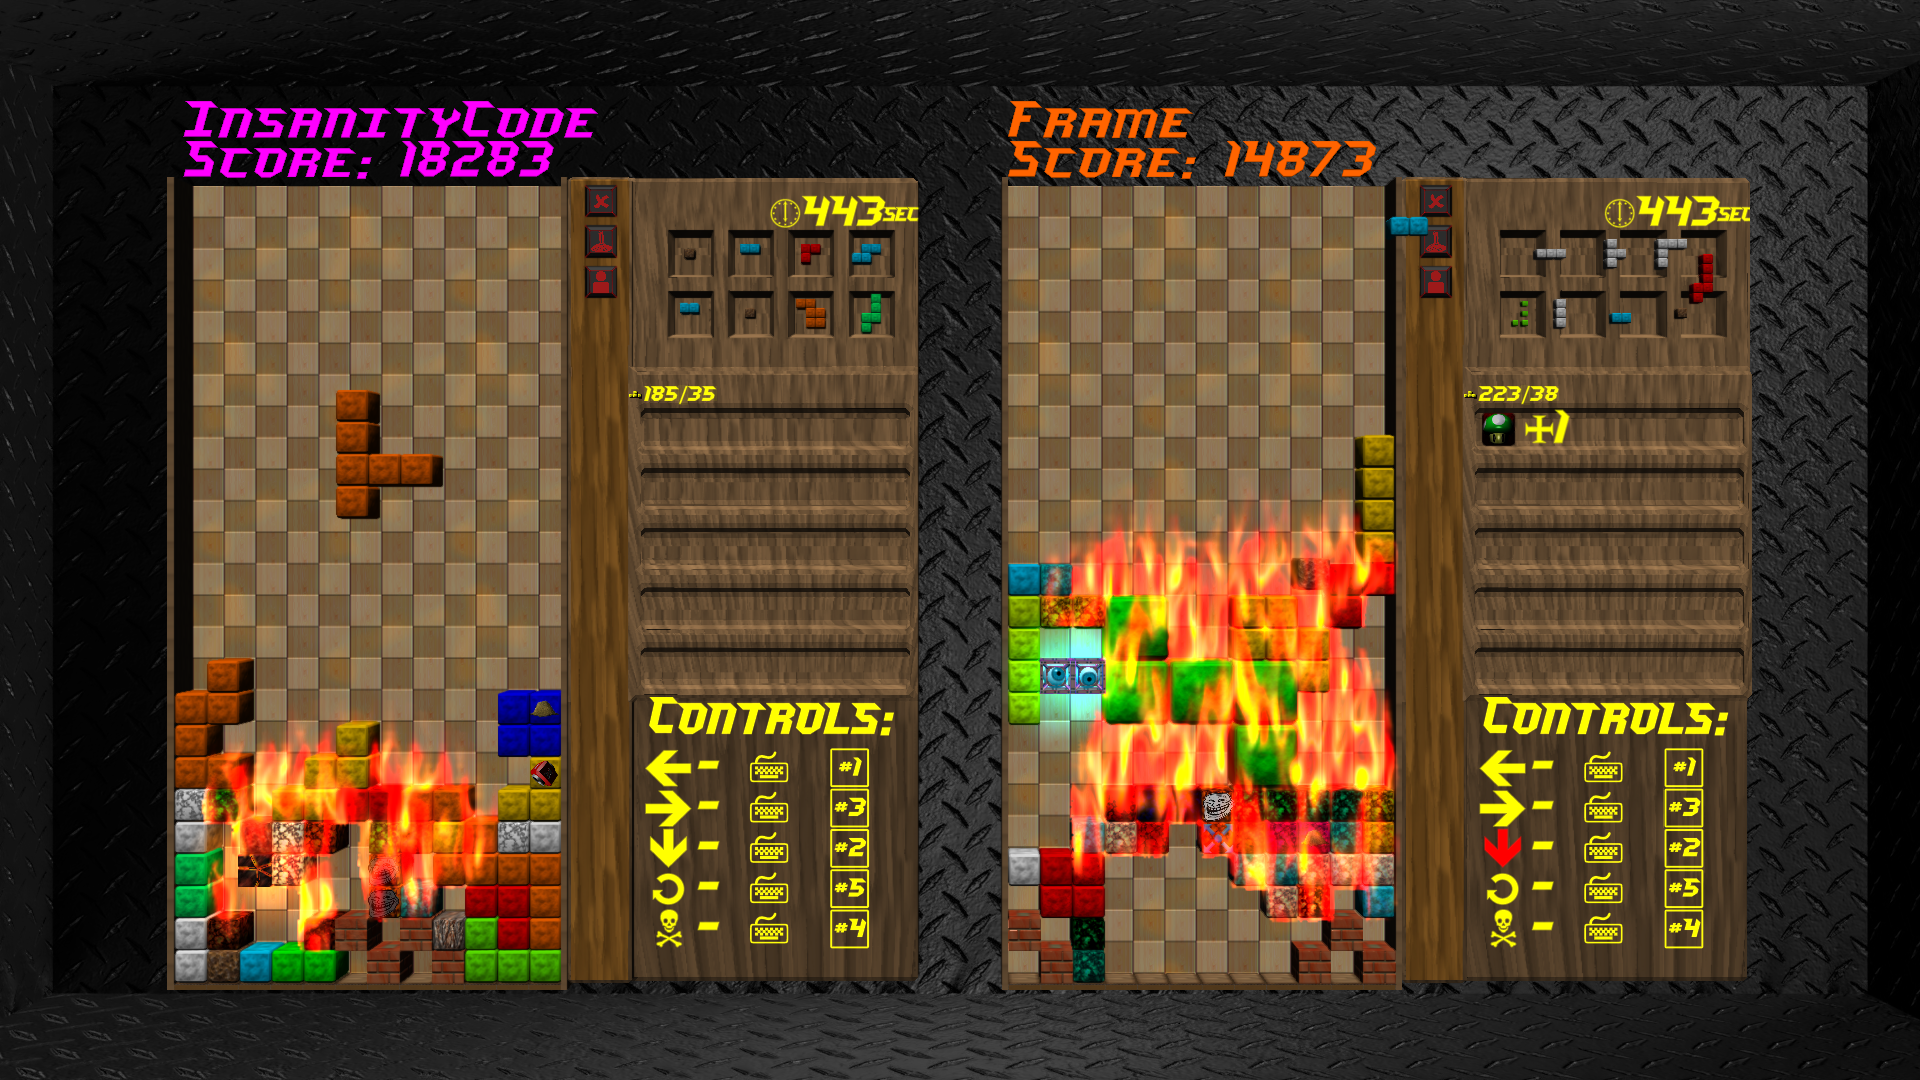 InsanityCode
Score: 18283
443sec
185/35
Controls:
#1
#3
#2
#5
#4
Frame
Score: 14873
443sec
223/38
+1
Controls:
#1
#3
#2
#5
#4